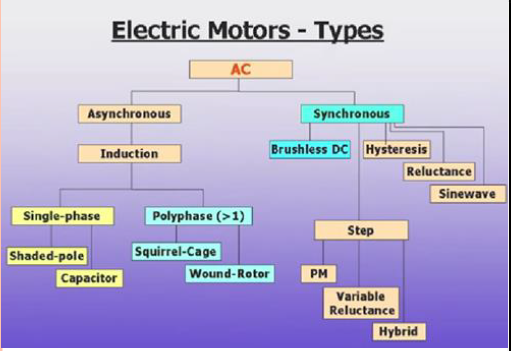 Electric Motors - Types
AC
Asynchronous
Synchronous
Induction
Brushless DC
Hysteresis
Reluctance
Sinewave
Single-phase
Polyphase (>1)
Step
Shaded-pole
Squirrel-Cage
Capacitor
Wound-Rotor
PM
Variable
Reluctance
Hybrid